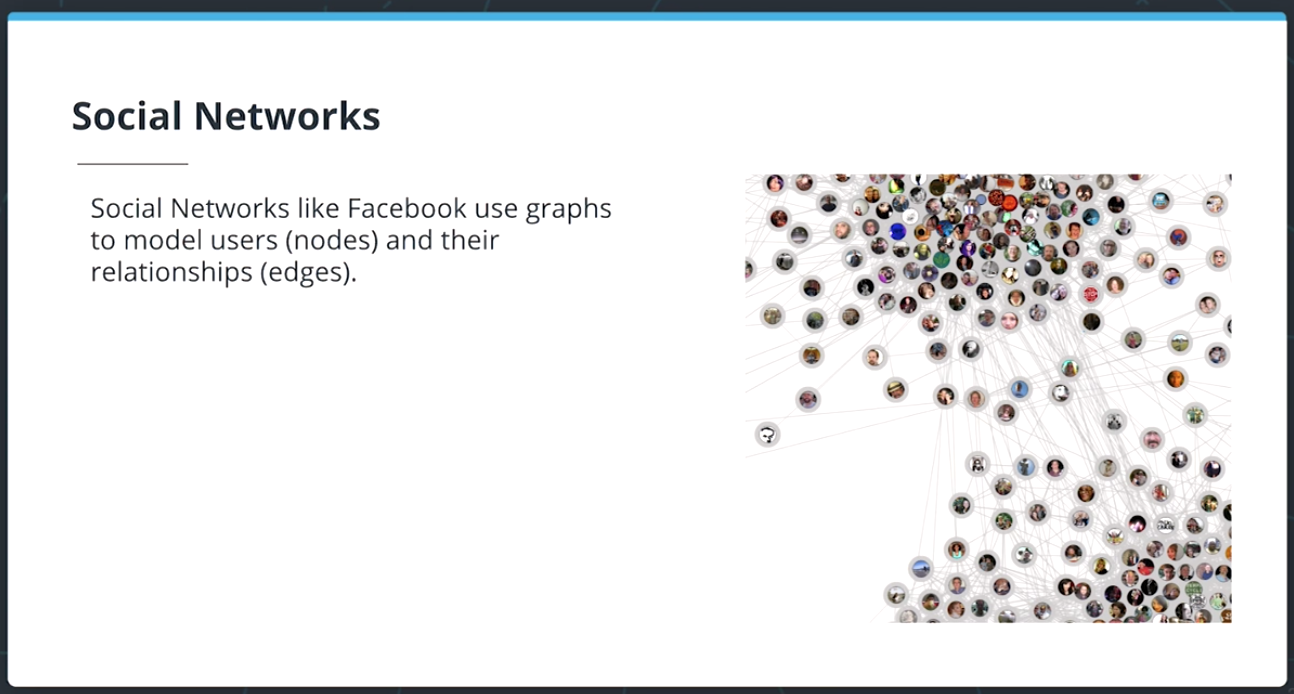 Social Networks
Social Networks like Facebook use graphs
to model users (nodes) and their
relationships (edges).